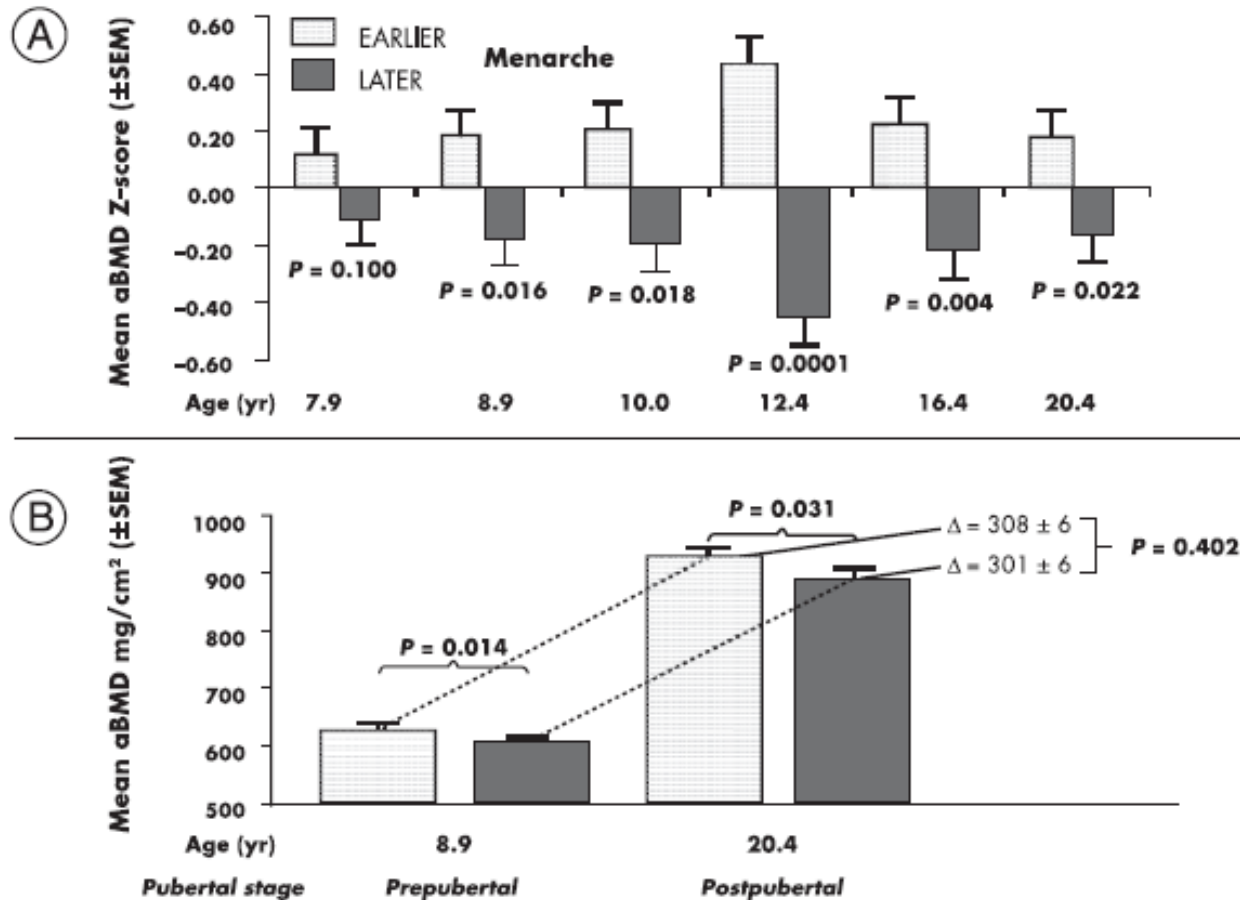 A
Mean aBMD Z-score (±SEM)
0.60
0.40
0.20
0.00
−0.20
−0.40
−0.60
EARLIER
LATER
Menarche
P = 0.100
P = 0.016
P = 0.018
P = 0.0001
P = 0.004
P = 0.022
Age (yr) 7.9 8.9 10.0 12.4 16.4 20.4
B
Mean aBMD mg/cm² (±SEM)
1000
900
800
700
600
500
P = 0.014
P = 0.031
Δ = 308 ± 6
Δ = 301 ± 6
P = 0.402
Age (yr) 8.9 20.4
Pubertal stage Prepubertal Postpubertal